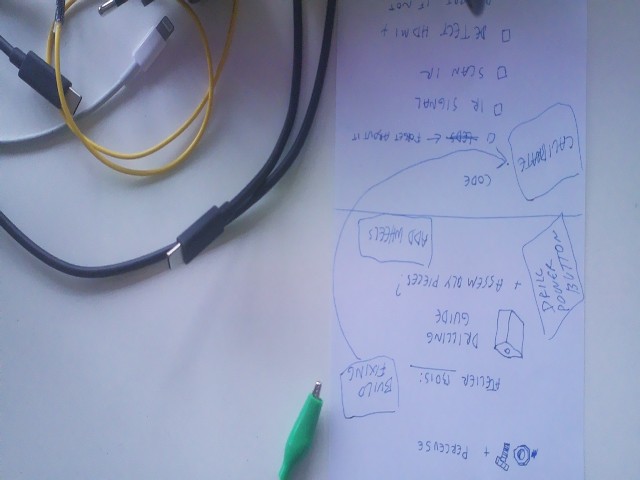 + PERCEUSE
ATELIER BOIS:
BUILD
FIXING
DRILLING
GUIDE
+ ASSEMBLY PIECES?
DRILL
POWER
BUTTON
ADD WHEELS
CODE
CALIBRATE
LEDS ← FORGET ABOUT IT
IR SIGNAL
SCAN IR
DETECT HDMI +
IF NOT